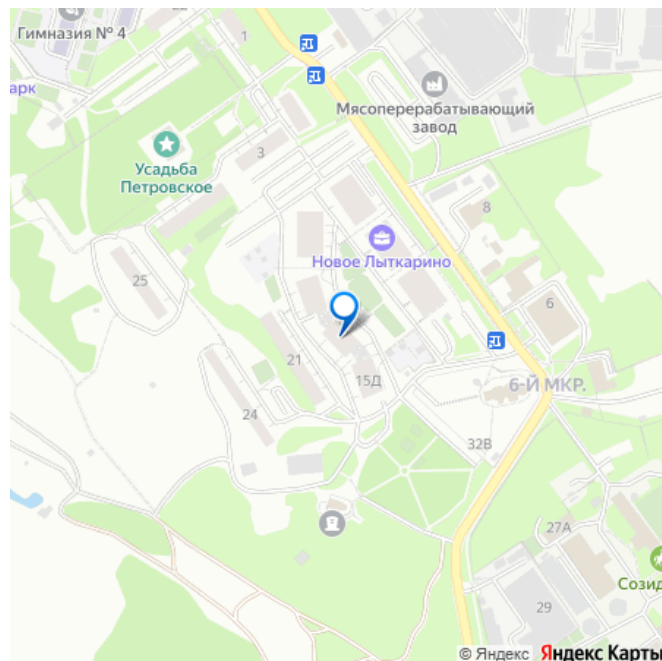 22
Гимназия № 4
1
арк
Мясоперерабатывающий
завод
3
Усадьба
Петровское
8
Новое Лыткарино
25
6
21
15Д
6-Й МКР.
24
32В
27А
Созид
29
© Яндекс Яндекс Карты